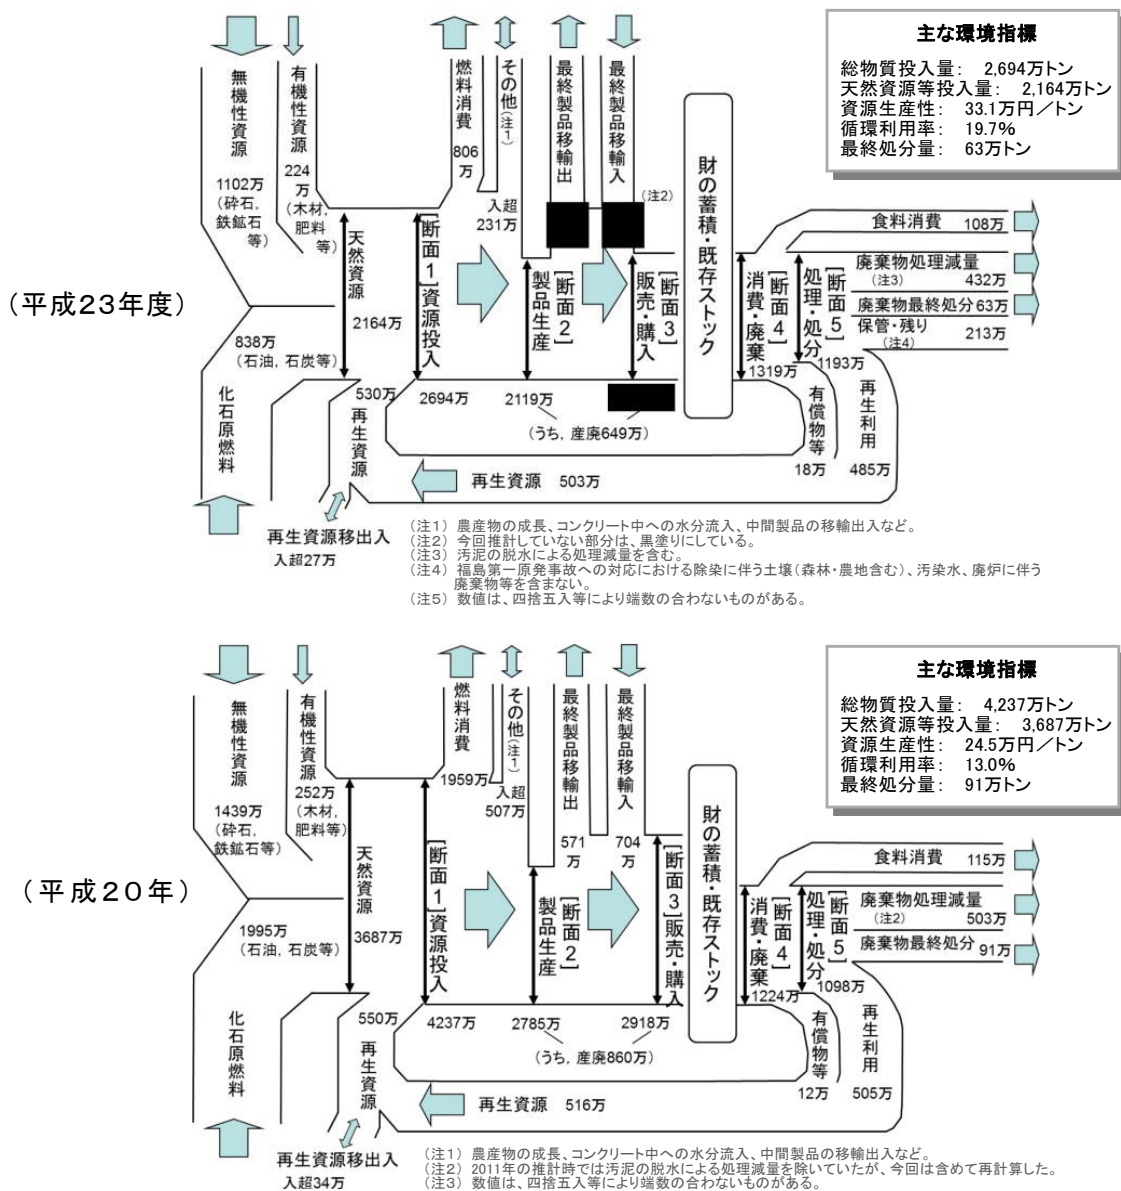 主な環境指標
総物質投入量： 2,694万トン
天然資源等投入量： 2,164万トン
資源生産性： 33.1万円／トン
循環利用率： 19.7%
最終処分量： 63万トン
（平成23年度）
無機性資源
1102万
（砕石,
鉄鉱石
等）
有機性資源
224
万
（木材,
肥料
等）
天然資源
2164万
838万
（石油, 石炭等）
化石原燃料
530万
再生資源
再生資源移出入
入超27万
[断面1]資源投入
2694万
燃料消費
806
万
その他（注1）
入超
231万
最終製品移輸出
最終製品移輸入
（注2）
[断面2]
製品生産
2119万
[断面3]
販売・購入
（うち, 産廃649万）
財の蓄積・既存ストック
[断面4]
消費・廃棄
1319万
[断面5]
処理・処分
1193万
食料消費 108万
廃棄物処理減量
（注3） 432万
廃棄物最終処分 63万
保管・残り
（注4） 213万
有償物等
18万
再生利用
485万
再生資源 503万
（注1） 農産物の成長、コンクリート中への水分流入、中間製品の移輸出入など。
（注2） 今回推計していない部分は、黒塗りにしている。
（注3） 汚泥の脱水による処理減量を含む。
（注4） 福島第一原発事故への対応における除染に伴う土壌（森林・農地含む）、汚染水、廃炉に伴う
廃棄物等を含まない。
（注5） 数値は、四捨五入等により端数の合わないものがある。
主な環境指標
総物質投入量： 4,237万トン
天然資源等投入量： 3,687万トン
資源生産性： 24.5万円／トン
循環利用率： 13.0%
最終処分量： 91万トン
（平成20年）
無機性資源
1439万
（砕石,
鉄鉱石等）
有機性資源
252万
（木材,
肥料等）
天然資源
3687万
1995万
（石油, 石炭等）
化石原燃料
550万
再生資源
再生資源移出入
入超34万
[断面1]資源投入
4237万
燃料消費
1959万
その他（注1）
入超
507万
最終製品移輸出
571
万
最終製品移輸入
704
万
[断面2]
製品生産
2785万
[断面3]販売・購入
2918万
（うち, 産廃860万）
財の蓄積・既存ストック
[断面4]
消費・廃棄
1224万
[断面5]
処理・処分
1098万
食料消費 115万
廃棄物処理減量
（注2） 503万
廃棄物最終処分 91万
有償物等
12万
再生利用
505万
再生資源 516万
（注1） 農産物の成長、コンクリート中への水分流入、中間製品の移輸出入など。
（注2） 2011年の推計時では汚泥の脱水による処理減量を除いていたが、今回は含めて再計算した。
（注3） 数値は、四捨五入等により端数の合わないものがある。